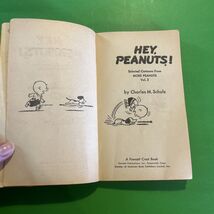 HEY,
PEANUTS!
Selected Cartoons From
MORE PEANUTS
Vol. 2
by Charles M. Schulz
A Fawcett Crest Book